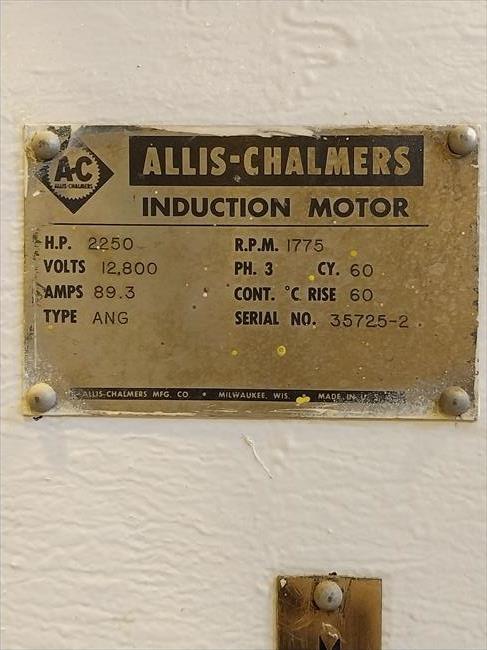 A-C
ALLIS-CHALMERS
ALLIS-CHALMERS
INDUCTION MOTOR
H.P. 2250 R.P.M. 1775
VOLTS 12,800 PH. 3 CY. 60
AMPS 89.3 CONT. °C RISE 60
TYPE ANG SERIAL NO. 35725-2
ALLIS-CHALMERS MFG. CO • MILWAUKEE, WIS. MADE IN U.S.